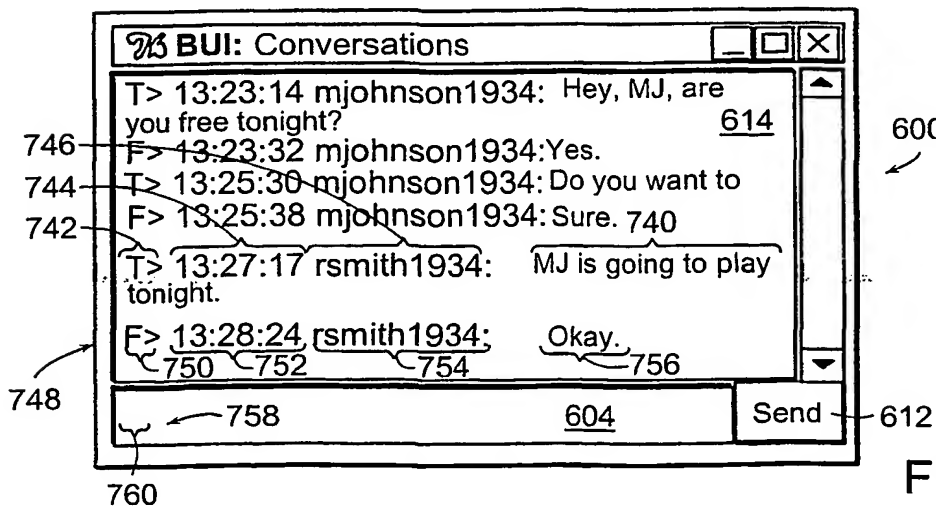 BUI: Conversations
T> 13:23:14 mjohnson1934: Hey, MJ, are
you free tonight?
614
600
F> 13:23:32 mjohnson1934:Yes.
746
T> 13:25:30 mjohnson1934: Do you want to
744
F> 13:25:38 mjohnson1934: Sure. 740
742
T> 13:27:17 rsmith1934: MJ is going to play
tonight.
F> 13:28:24 rsmith1934: Okay.
750 752 754 756
748
758 604 Send 612
760
F